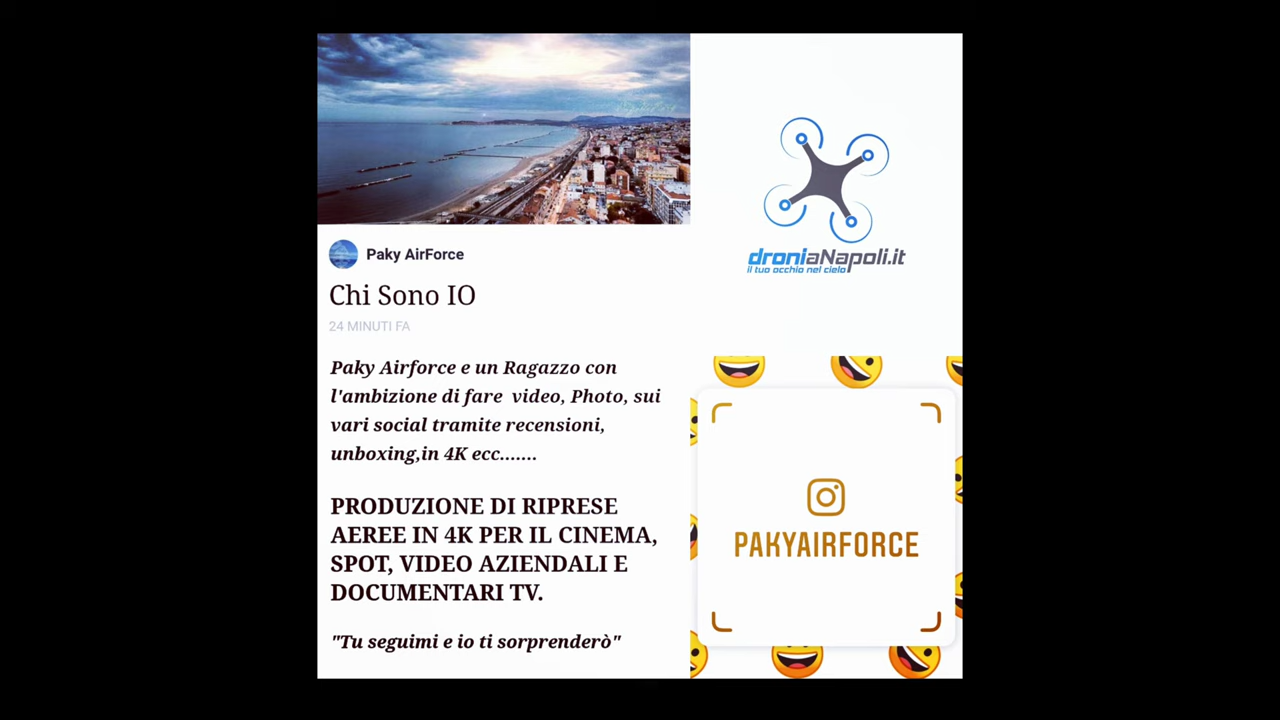 Paky AirForce
Chi Sono IO
24 MINUTI FA
Paky Airforce e un Ragazzo con
l'ambizione di fare video, Photo, sui
vari social tramite recensioni,
unboxing,in 4K ecc.......
PRODUZIONE DI RIPRESE
AEREE IN 4K PER IL CINEMA,
SPOT, VIDEO AZIENDALI E
DOCUMENTARI TV.
"Tu seguimi e io ti sorprenderò"
droniaNapoli.it
il tuo occhio nel cielo
PAKYAIRFORCE